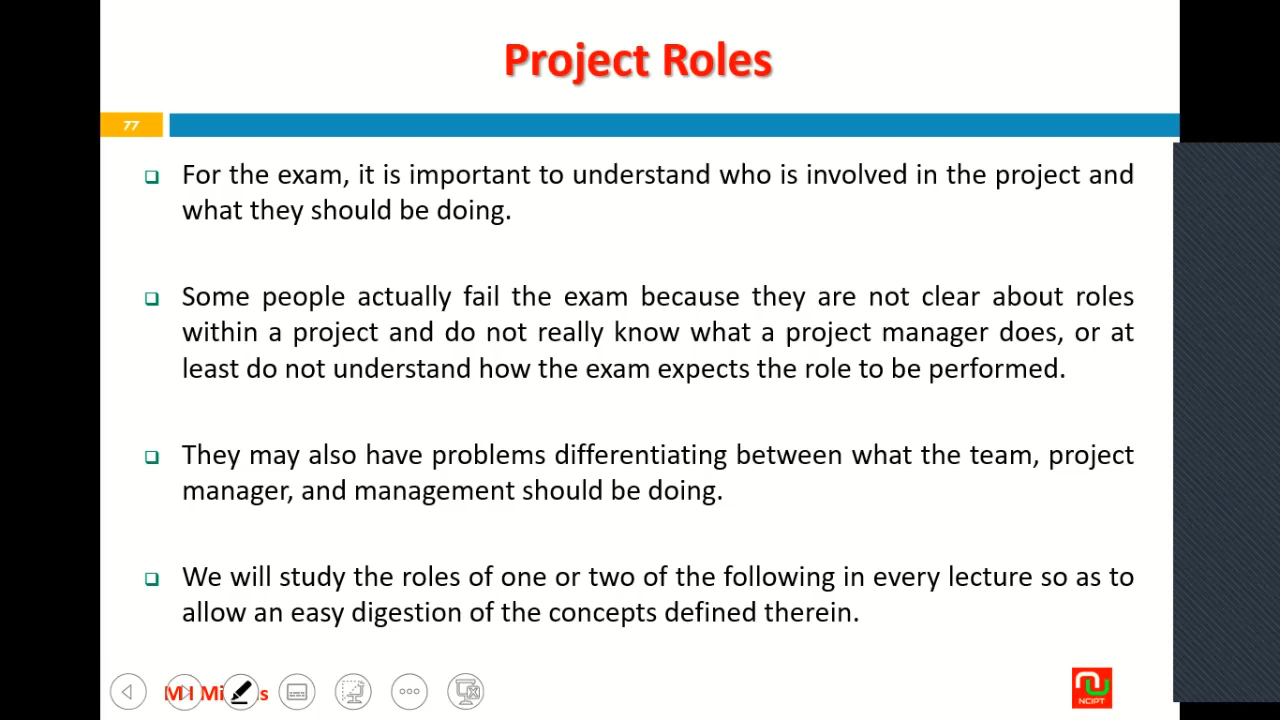 Project Roles
77
For the exam, it is important to understand who is involved in the project and
what they should be doing.
Some people actually fail the exam because they are not clear about roles
within a project and do not really know what a project manager does, or at
least do not understand how the exam expects the role to be performed.
They may also have problems differentiating between what the team, project
manager, and management should be doing.
We will study the roles of one or two of the following in every lecture so as to
allow an easy digestion of the concepts defined therein.
NCIPT